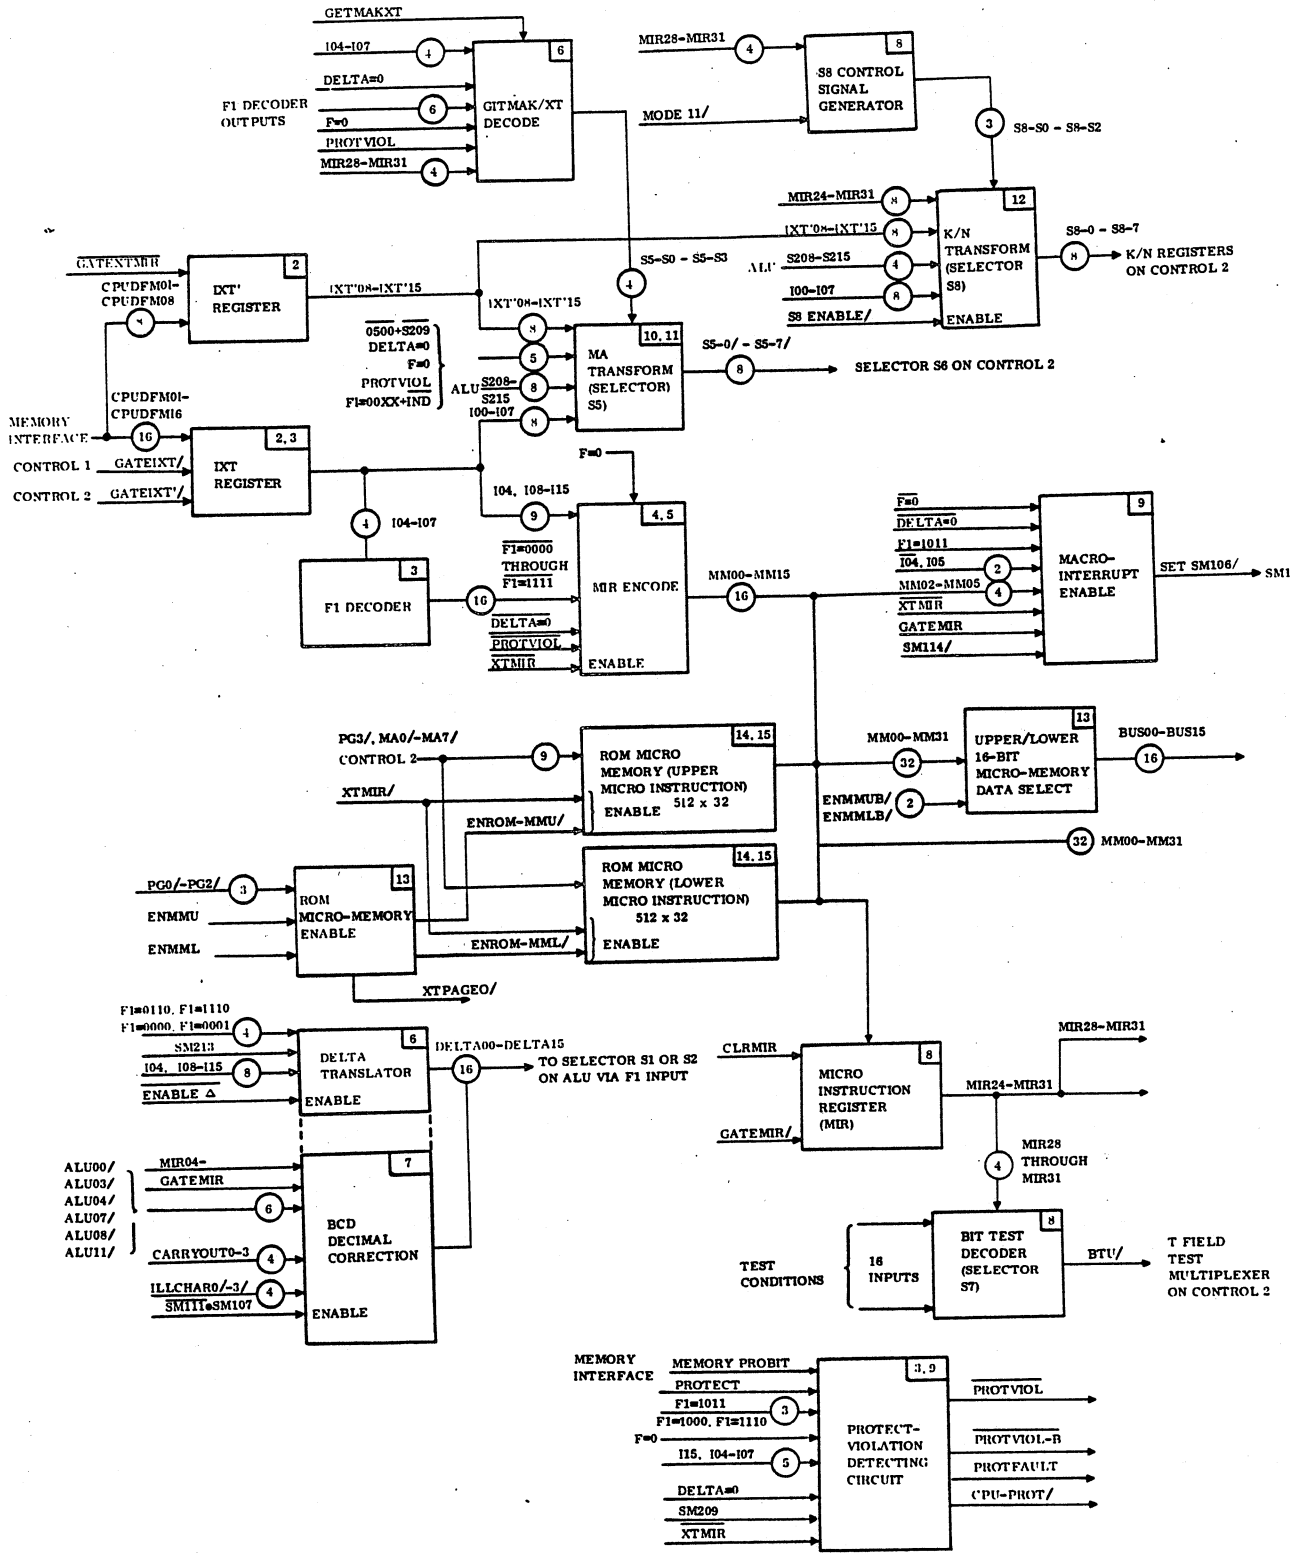 GETMAKXT
I04-I07
4
DELTA=0
F1 DECODER
OUTPUTS
6
F=0
PROTVIOL
MIR28-MIR31
4
6
GITMAK/XT
DECODE
MIR28-MIR31
4
MODE 11/
8
S8 CONTROL
SIGNAL
GENERATOR
3
S8-S0 - S8-S2
MIR24-MIR31
8
IXT'08-IXT'15
8
ALU
S208-S215
4
I00-I07
8
S8 ENABLE/
12
K/N
TRANSFORM
(SELECTOR
S8)
ENABLE
S8-0 - S8-7
8
K/N REGISTERS
ON CONTROL 2
GATEXTMIR
CPUDFM01-
CPUDFM08
8
2
IXT'
REGISTER
IXT'08-IXT'15
S5-S0 - S5-S3
4
IXT'08-IXT'15
8
0500+S209
DELTA=0
F=0
PROTVIOL
F1=00XX+IND
5
ALU
S208-
S215
8
I00-I07
8
10, 11
MA
TRANSFORM
(SELECTOR)
S5)
S5-0/ - S5-7/
8
SELECTOR S6 ON CONTROL 2
MEMORY
INTERFACE
CPUDFM01-
CPUDFM16
16
CONTROL 1
GATEIXT/
CONTROL 2
GATEIXT'/
2, 3
IXT
REGISTER
4
I04-I07
3
F1 DECODER
16
F=0
I04, I08-I15
9
F1=0000
THROUGH
F1=1111
DELTA=0
PROTVIOL
XTMIR
4, 5
MIR ENCODE
ENABLE
MM00-MM15
16
F=0
DELTA=0
F1=1011
I04, I05
2
MM02-MM05
4
XTMIR
GATEMIR
SM114/
9
MACRO-
INTERRUPT
ENABLE
SET SM106/
SM1
PG3/, MA0/-MA7/
CONTROL 2
9
XTMIR/
ENROM-MMU/
14, 15
ROM MICRO
MEMORY (UPPER
MICRO INSTRUCTION)
512 x 32
ENABLE
MM00-MM31
32
ENMMUB/
ENMMLB/
2
13
UPPER/LOWER
16-BIT
MICRO-MEMORY
DATA SELECT
BUS00-BUS15
16
32
MM00-MM31
PG0/-PG2/
3
ENMMU
ENMML
13
ROM
MICRO-MEMORY
ENABLE
ENROM-MML/
XTPAGEO/
14, 15
ROM MICRO
MEMORY (LOWER
MICRO INSTRUCTION)
512 x 32
ENABLE
F1=0110, F1=1110
F1=0000, F1=0001
4
SM213
I04, I08-I15
8
ENABLE Δ
6
DELTA
TRANSLATOR
ENABLE
DELTA00-DELTA15
16
TO SELECTOR S1 OR S2
ON ALU VIA F1 INPUT
CLRMIR
GATEMIR/
8
MICRO
INSTRUCTION
REGISTER
(MIR)
MIR24-MIR31
MIR28-MIR31
MIR28
THROUGH
MIR31
4
ALU00/
ALU03/
ALU04/
ALU07/
ALU08/
ALU11/
MIR04-
GATEMIR
6
CARRYOUT0-3
4
ILLCHAR0/-3/
4
SM111•SM107
7
BCD
DECIMAL
CORRECTION
ENABLE
TEST
CONDITIONS
16
INPUTS
8
BIT TEST
DECODER
(SELECTOR
S7)
BTU/
T FIELD
TEST
MULTIPLEXER
ON CONTROL 2
MEMORY
INTERFACE
MEMORY PROBIT
PROTECT
F1=1011
F1=1000, F1=1110
3
F=0
I15, I04-I07
5
DELTA=0
SM209
XTMIR
3, 9
PROTECT-
VIOLATION
DETECTING
CIRCUIT
PROTVIOL
PROTVIOL-B
PROTFAULT
CPU-PROT/